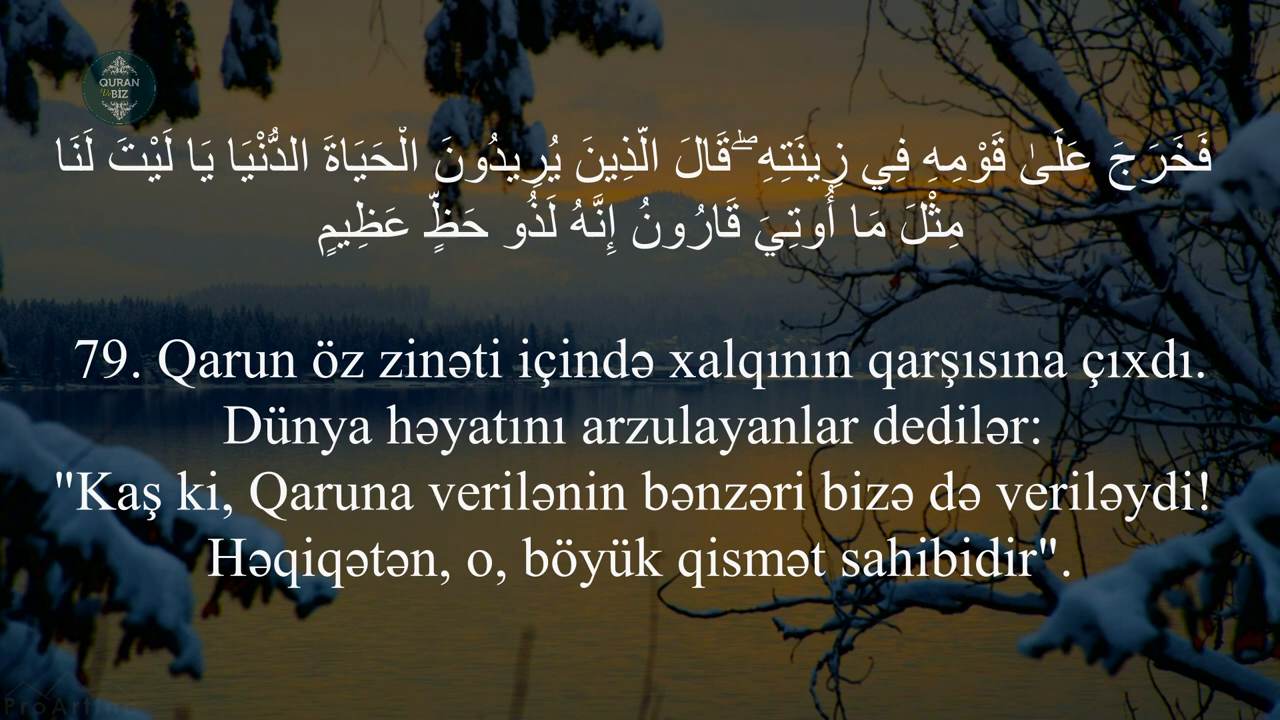 QURAN
Və BİZ
فَخَرَجَ عَلَىٰ قَوْمِهِ فِي زِينَتِهِ ۖ قَالَ الَّذِينَ يُرِيدُونَ الْحَيَاةَ الدُّنْيَا يَا لَيْتَ لَنَا
مِثْلَ مَا أُوتِيَ قَارُونُ إِنَّهُ لَذُو حَظٍّ عَظِيمٍ
79. Qarun öz zinəti içində xalqının qarşısına çıxdı.
Dünya həyatını arzulayanlar dedilər:
"Kaş ki, Qaruna verilənin bənzəri bizə də veriləydi!
Həqiqətən, o, böyük qismət sahibidir".